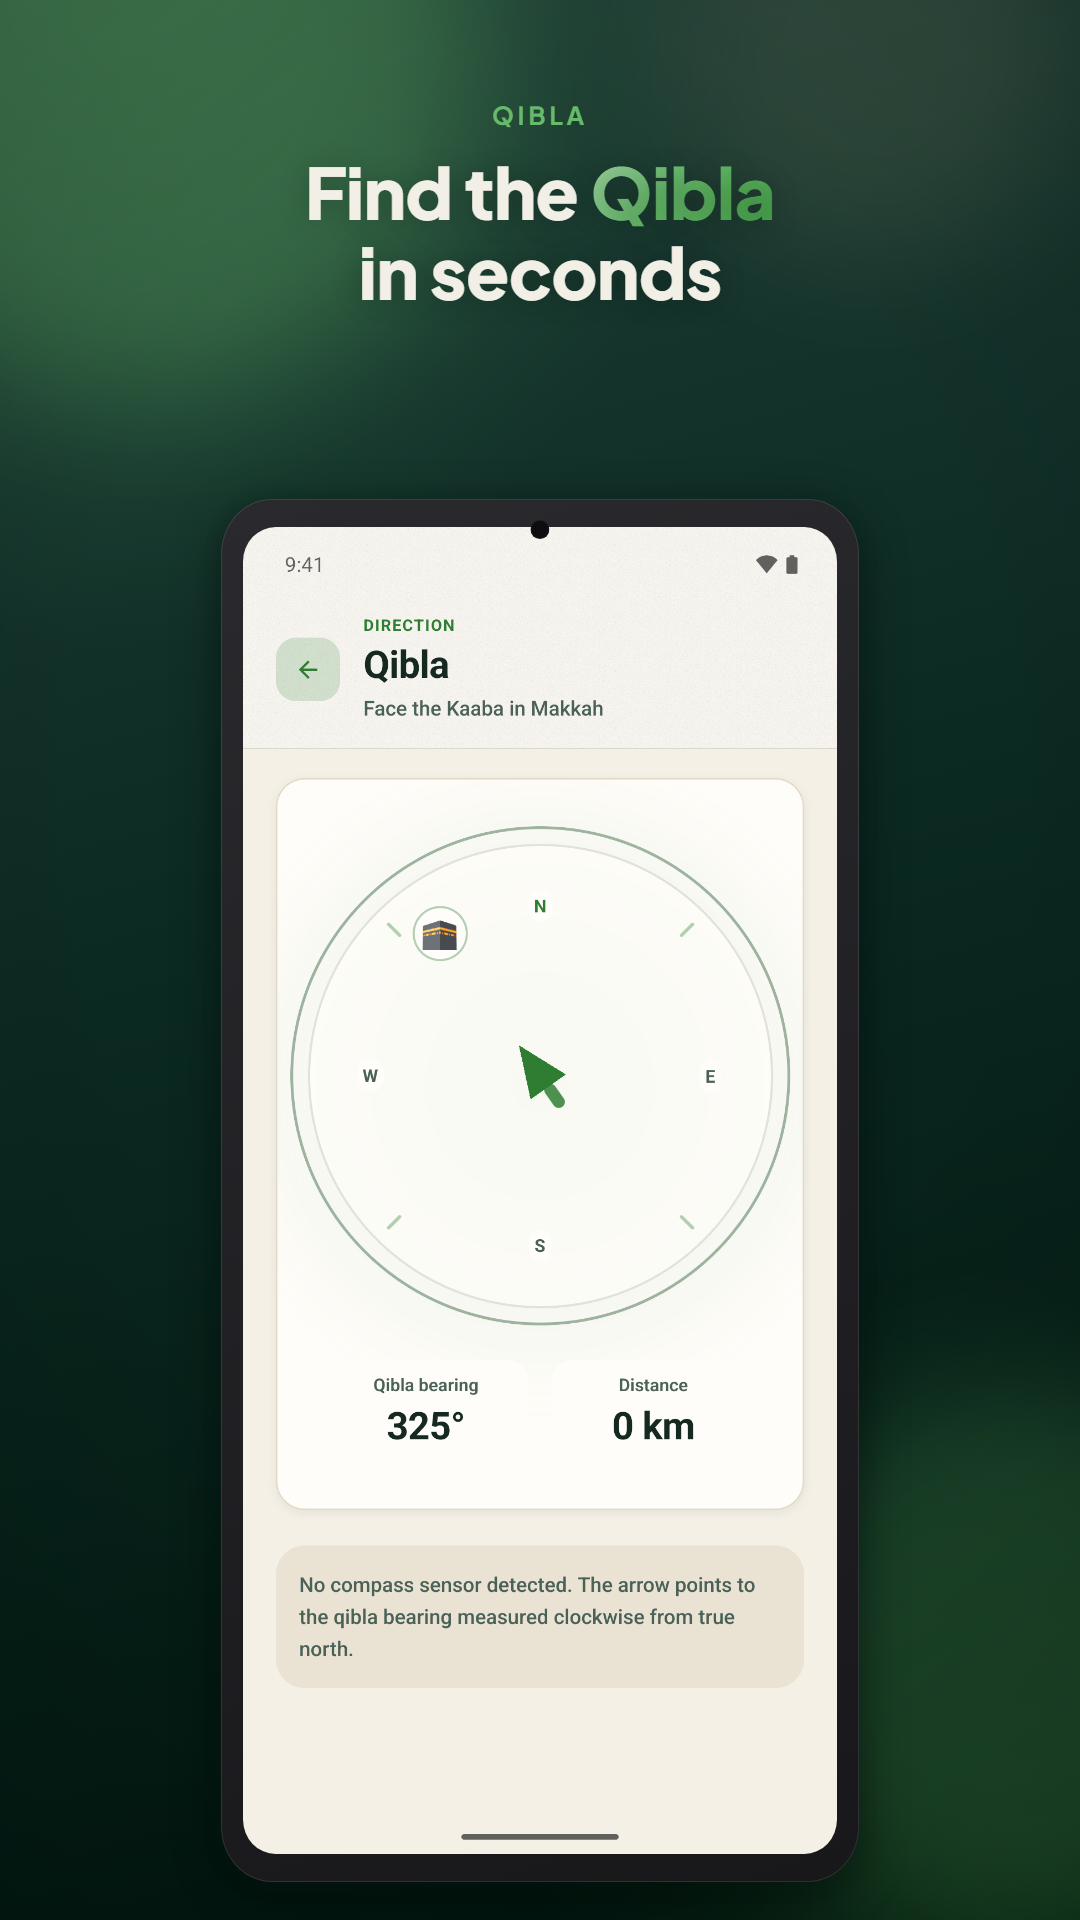 QIBLA
Find the Qibla
in seconds
9:41
DIRECTION
Qibla
Face the Kaaba in Makkah
N
W
E
S
Qibla bearing
325°
Distance
0 km
No compass sensor detected. The arrow points to
the qibla bearing measured clockwise from true
north.